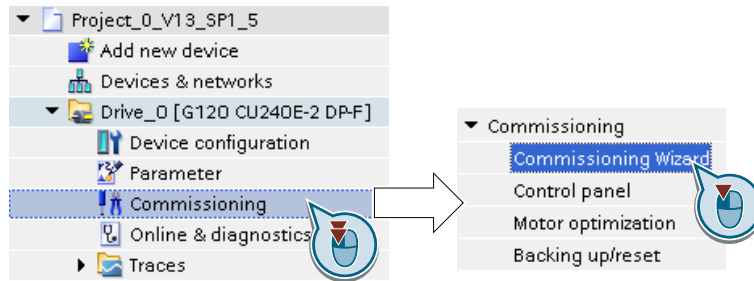 Project_0_V13_SP1_5
Add new device
Devices & networks
Drive_0 [G120 CU240E-2 DP-F]
Device configuration
Parameter
Commissioning
Online & diagnostics
Traces
Commissioning
Commissioning Wizard
Control panel
Motor optimization
Backing up/reset